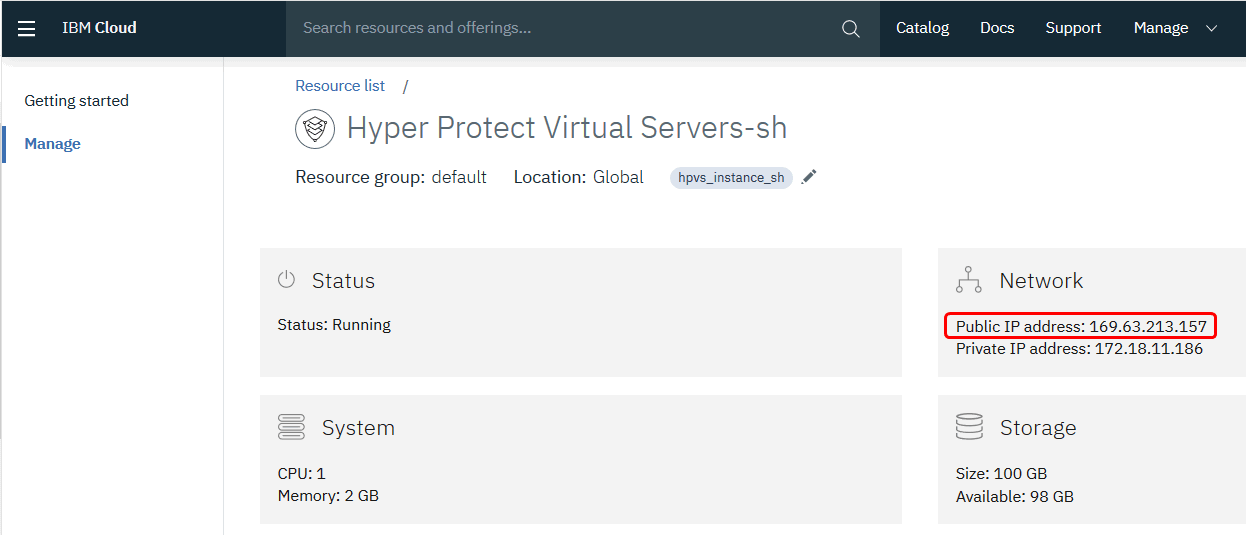 IBM Cloud Search resources and offerings... Catalog Docs Support Manage
Getting started
Manage
Resource list /
Hyper Protect Virtual Servers-sh
Resource group: default Location: Global hpvs_instance_sh
Status
Status: Running
Network
Public IP address: 169.63.213.157
Private IP address: 172.18.11.186
System
CPU: 1
Memory: 2 GB
Storage
Size: 100 GB
Available: 98 GB